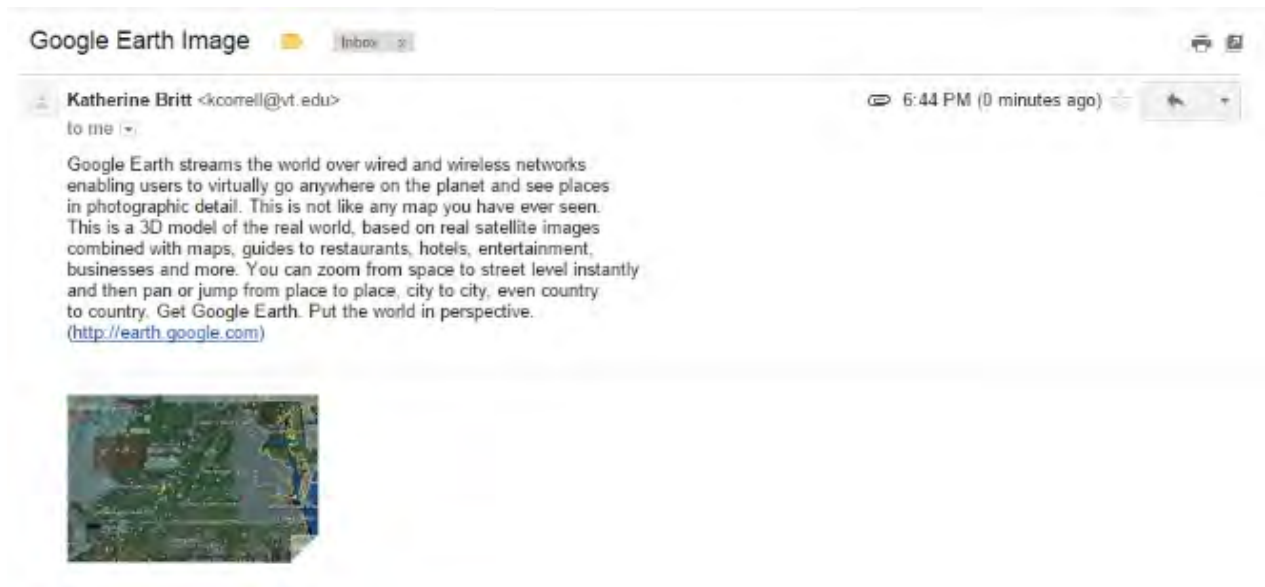 Google Earth Image Inbox x
Katherine Britt <kcorrell@vt.edu> 6:44 PM (0 minutes ago)
to me
Google Earth streams the world over wired and wireless networks
enabling users to virtually go anywhere on the planet and see places
in photographic detail. This is not like any map you have ever seen.
This is a 3D model of the real world, based on real satellite images
combined with maps, guides to restaurants, hotels, entertainment,
businesses and more. You can zoom from space to street level instantly
and then pan or jump from place to place, city to city, even country
to country. Get Google Earth. Put the world in perspective.
(http://earth.google.com)